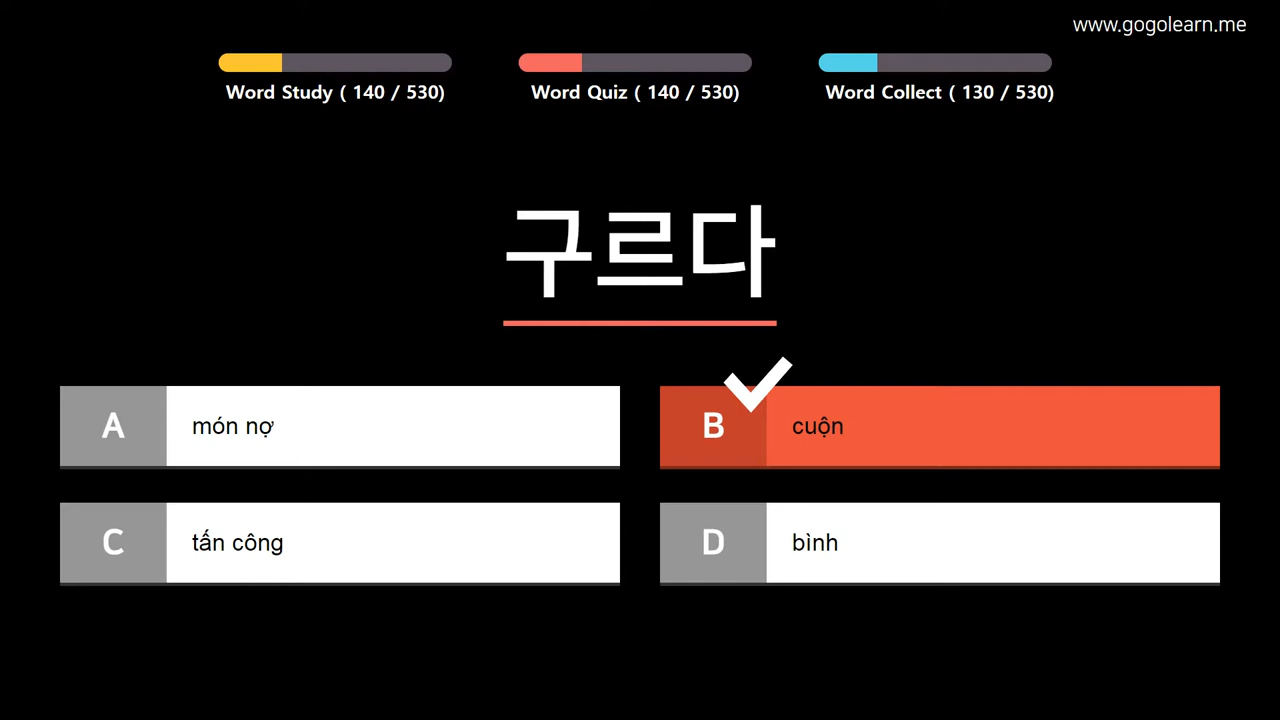 www.gogolearn.me
Word Study ( 140 / 530)
Word Quiz ( 140 / 530)
Word Collect ( 130 / 530)
구르다
A món nợ
B cuộn
C tấn công
D bình